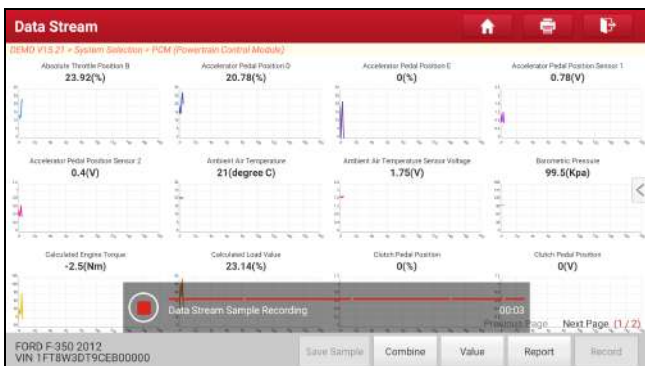 Data Stream
DEMO V15.21 > System Selection > PCM (Powertrain Control Module)
Absolute Throttle Position B
23.92(%)
Accelerator Pedal Position D
20.78(%)
Accelerator Pedal Position E
0(%)
Accelerator Pedal Position Sensor 1
0.78(V)
Accelerator Pedal Position Sensor 2
0.4(V)
Ambient Air Temperature
21(degree C)
Ambient Air Temperature Sensor Voltage
1.75(V)
Barometric Pressure
99.5(Kpa)
Calculated Engine Torque
-2.5(Nm)
Calculated Load Value
23.14(%)
Clutch Pedal Position
0(%)
Clutch Pedal Position
0(V)
Data Stream Sample Recording
00:03
Previous Page Next Page (1 / 2)
FORD F-350 2012
VIN 1FT8W3DT9CEB00000
Save Sample
Combine
Value
Report
Record